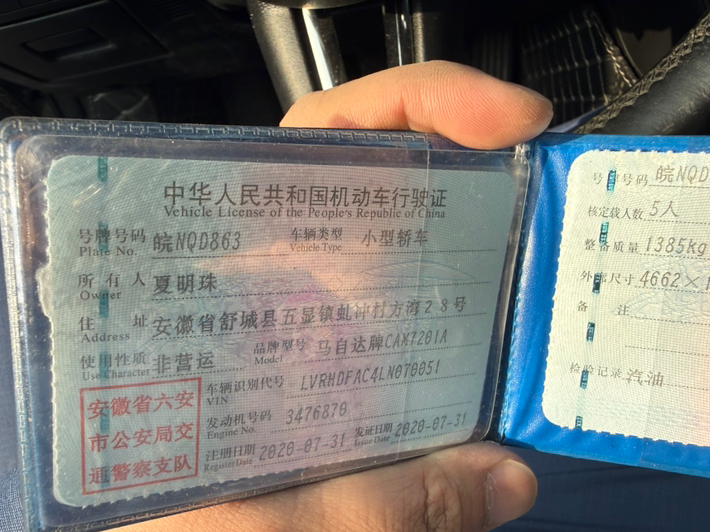 中华人民共和国机动车行驶证
Vehicle License of the People's Republic of China
号牌号码 皖NQD863 车辆类型 小型轿车
Plate No. Vehicle Type
所有人 夏明珠
Owner
住址 安徽省舒城县五显镇虬冲村方湾28号
Address
使用性质 非营运 品牌型号 马自达牌CAM7201A
Use Character Model
车辆识别代号 LVRHDFAC4LN070051
VIN
发动机号码 3476870
Engine No.
注册日期 2020-07-31 发证日期 2020-07-31
Register Date Issue Date
安徽省六安
市公安局交
通警察支队
号牌号码 皖NQD
核定载人数 5人
整备质量 1385kg
外廓尺寸 4662×1
备注
检验记录 汽油